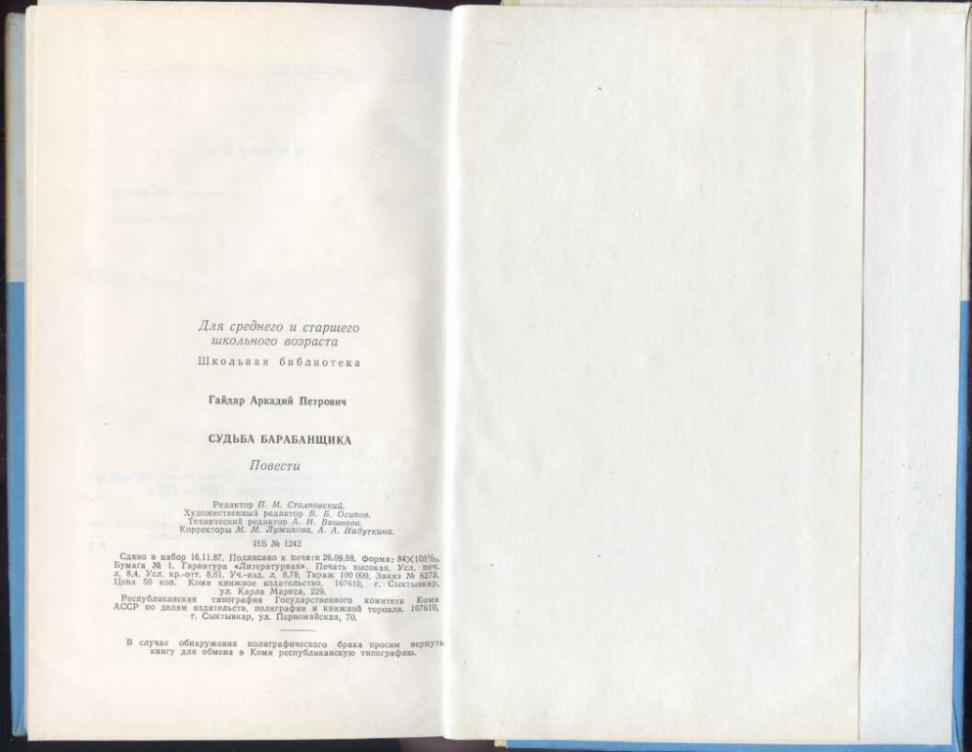 Для среднего и старшего
школьного возраста
Школьная библиотека
Гайдар Аркадий Петрович
СУДЬБА БАРАБАНЩИКА
Повести
Редактор П. М. Столповский.
Художественный редактор В. Б. Осипов.
Технический редактор А. Н. Вишнева.
Корректоры М. М. Лужикова, А. А. Надуткина.
ИБ № 1242
Сдано в набор 16.11.87. Подписано к печати 26.09.88. Формат 84×108¹/₃₂.
Бумага № 1. Гарнитура «Литературная». Печать высокая. Усл. печ.
л. 8,4. Усл. кр.-отт. 8,61. Уч.-изд. л. 8,78. Тираж 100 000. Заказ № 6273.
Цена 50 коп. Коми книжное издательство, 167610, г. Сыктывкар,
ул. Карла Маркса, 229.
Республиканская типография Государственного комитета Коми
АССР по делам издательств, полиграфии и книжной торговли. 167610,
г. Сыктывкар, ул. Первомайская, 70.
В случае обнаружения полиграфического брака просим вернуть
книгу для обмена в Коми республиканскую типографию.